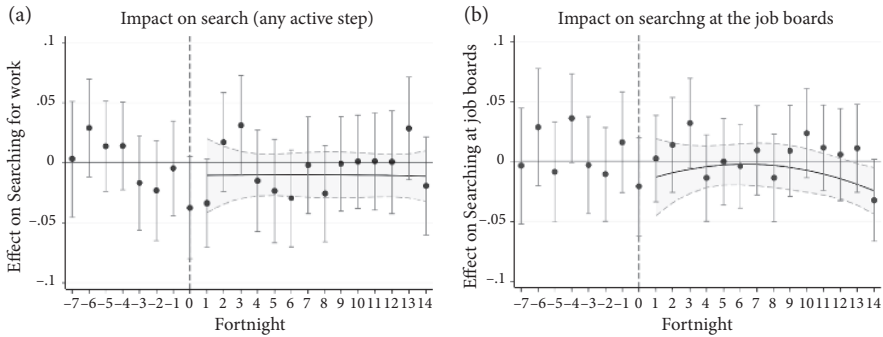 (a) Impact on search (any active step)
Effect on Searching for work
.1
.05
0
–.05
–.1
–7 –6 –5 –4 –3 –2 –1 0 1 2 3 4 5 6 7 8 9 10 11 12 13 14
Fortnight
(b) Impact on searchng at the job boards
Effect on Searching at job boards
.1
.05
0
–.05
–.1
–7 –6 –5 –4 –3 –2 –1 0 1 2 3 4 5 6 7 8 9 10 11 12 13 14
Fortnight